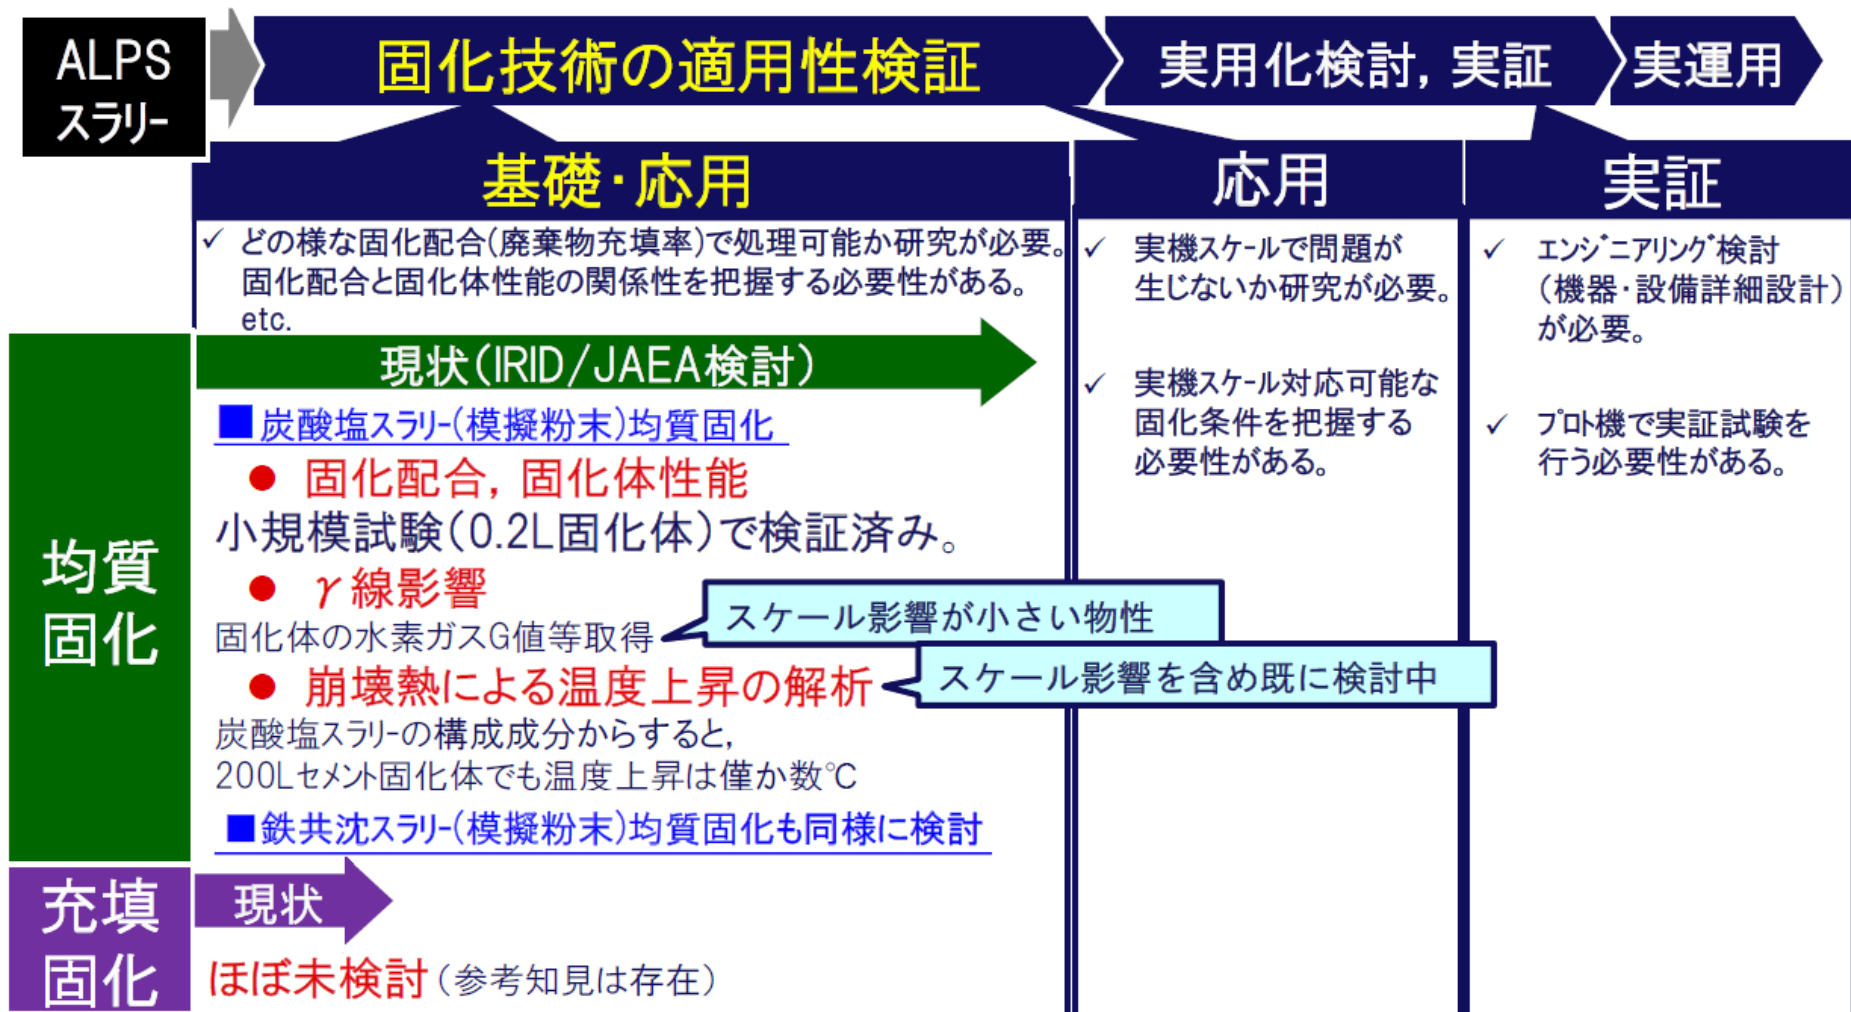 ALPS
スラリー
固化技術の適用性検証
実用化検討，実証
実運用
基礎・応用
応用
実証
✓ どの様な固化配合(廃棄物充填率)で処理可能か研究が必要。
固化配合と固化体性能の関係性を把握する必要性がある。
etc.
✓ 実機スケールで問題が
生じないか研究が必要。
✓ 実機スケール対応可能な
固化条件を把握する
必要性がある。
✓ エンジニアリング検討
（機器・設備詳細設計）
が必要。
✓ プロト機で実証試験を
行う必要性がある。
均質
固化
現状（IRID/JAEA検討）
■炭酸塩スラリー(模擬粉末)均質固化
● 固化配合，固化体性能
小規模試験（0.2L固化体）で検証済み。
● γ線影響
固化体の水素ガスG値等取得
スケール影響が小さい物性
● 崩壊熱による温度上昇の解析
スケール影響を含め既に検討中
炭酸塩スラリーの構成成分からすると，
200Lセメント固化体でも温度上昇は僅か数℃
■鉄共沈スラリー(模擬粉末)均質固化も同様に検討
充填
固化
現状
ほぼ未検討（参考知見は存在）